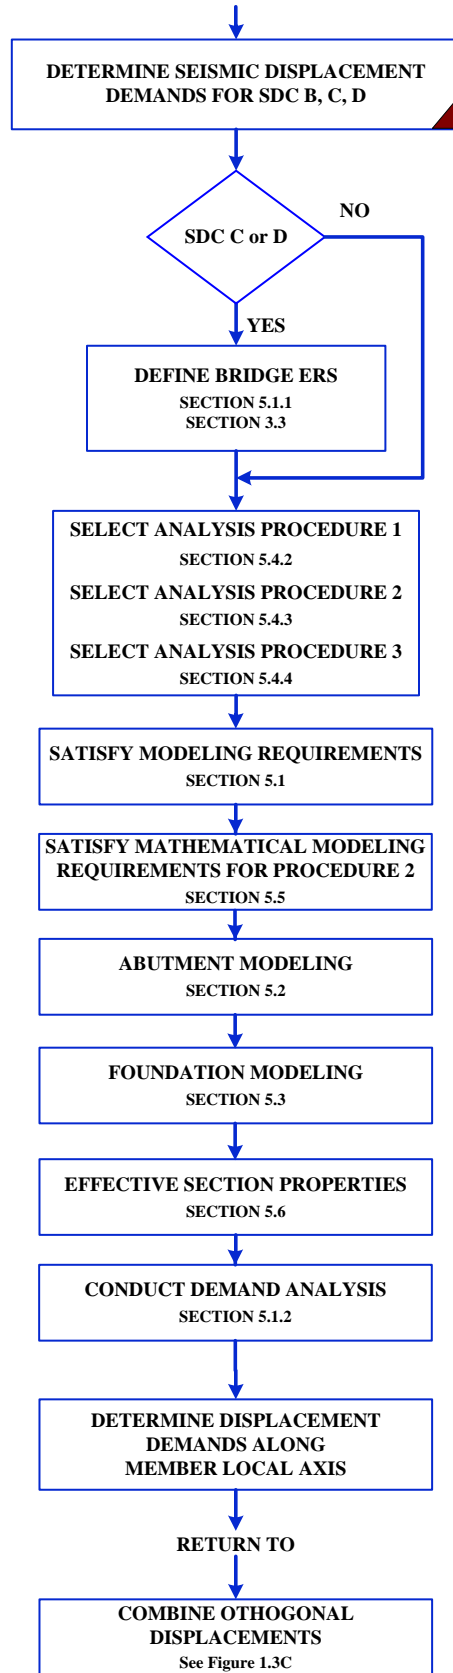 DETERMINE SEISMIC DISPLACEMENT
DEMANDS FOR SDC B, C, D
SDC C or D
NO
YES
DEFINE BRIDGE ERS
SECTION 5.1.1
SECTION 3.3
SELECT ANALYSIS PROCEDURE 1
SECTION 5.4.2
SELECT ANALYSIS PROCEDURE 2
SECTION 5.4.3
SELECT ANALYSIS PROCEDURE 3
SECTION 5.4.4
SATISFY MODELING REQUIREMENTS
SECTION 5.1
SATISFY MATHEMATICAL MODELING
REQUIREMENTS FOR PROCEDURE 2
SECTION 5.5
ABUTMENT MODELING
SECTION 5.2
FOUNDATION MODELING
SECTION 5.3
EFFECTIVE SECTION PROPERTIES
SECTION 5.6
CONDUCT DEMAND ANALYSIS
SECTION 5.1.2
DETERMINE DISPLACEMENT
DEMANDS ALONG
MEMBER LOCAL AXIS
RETURN TO
COMBINE OTHOGONAL
DISPLACEMENTS
See Figure 1.3C